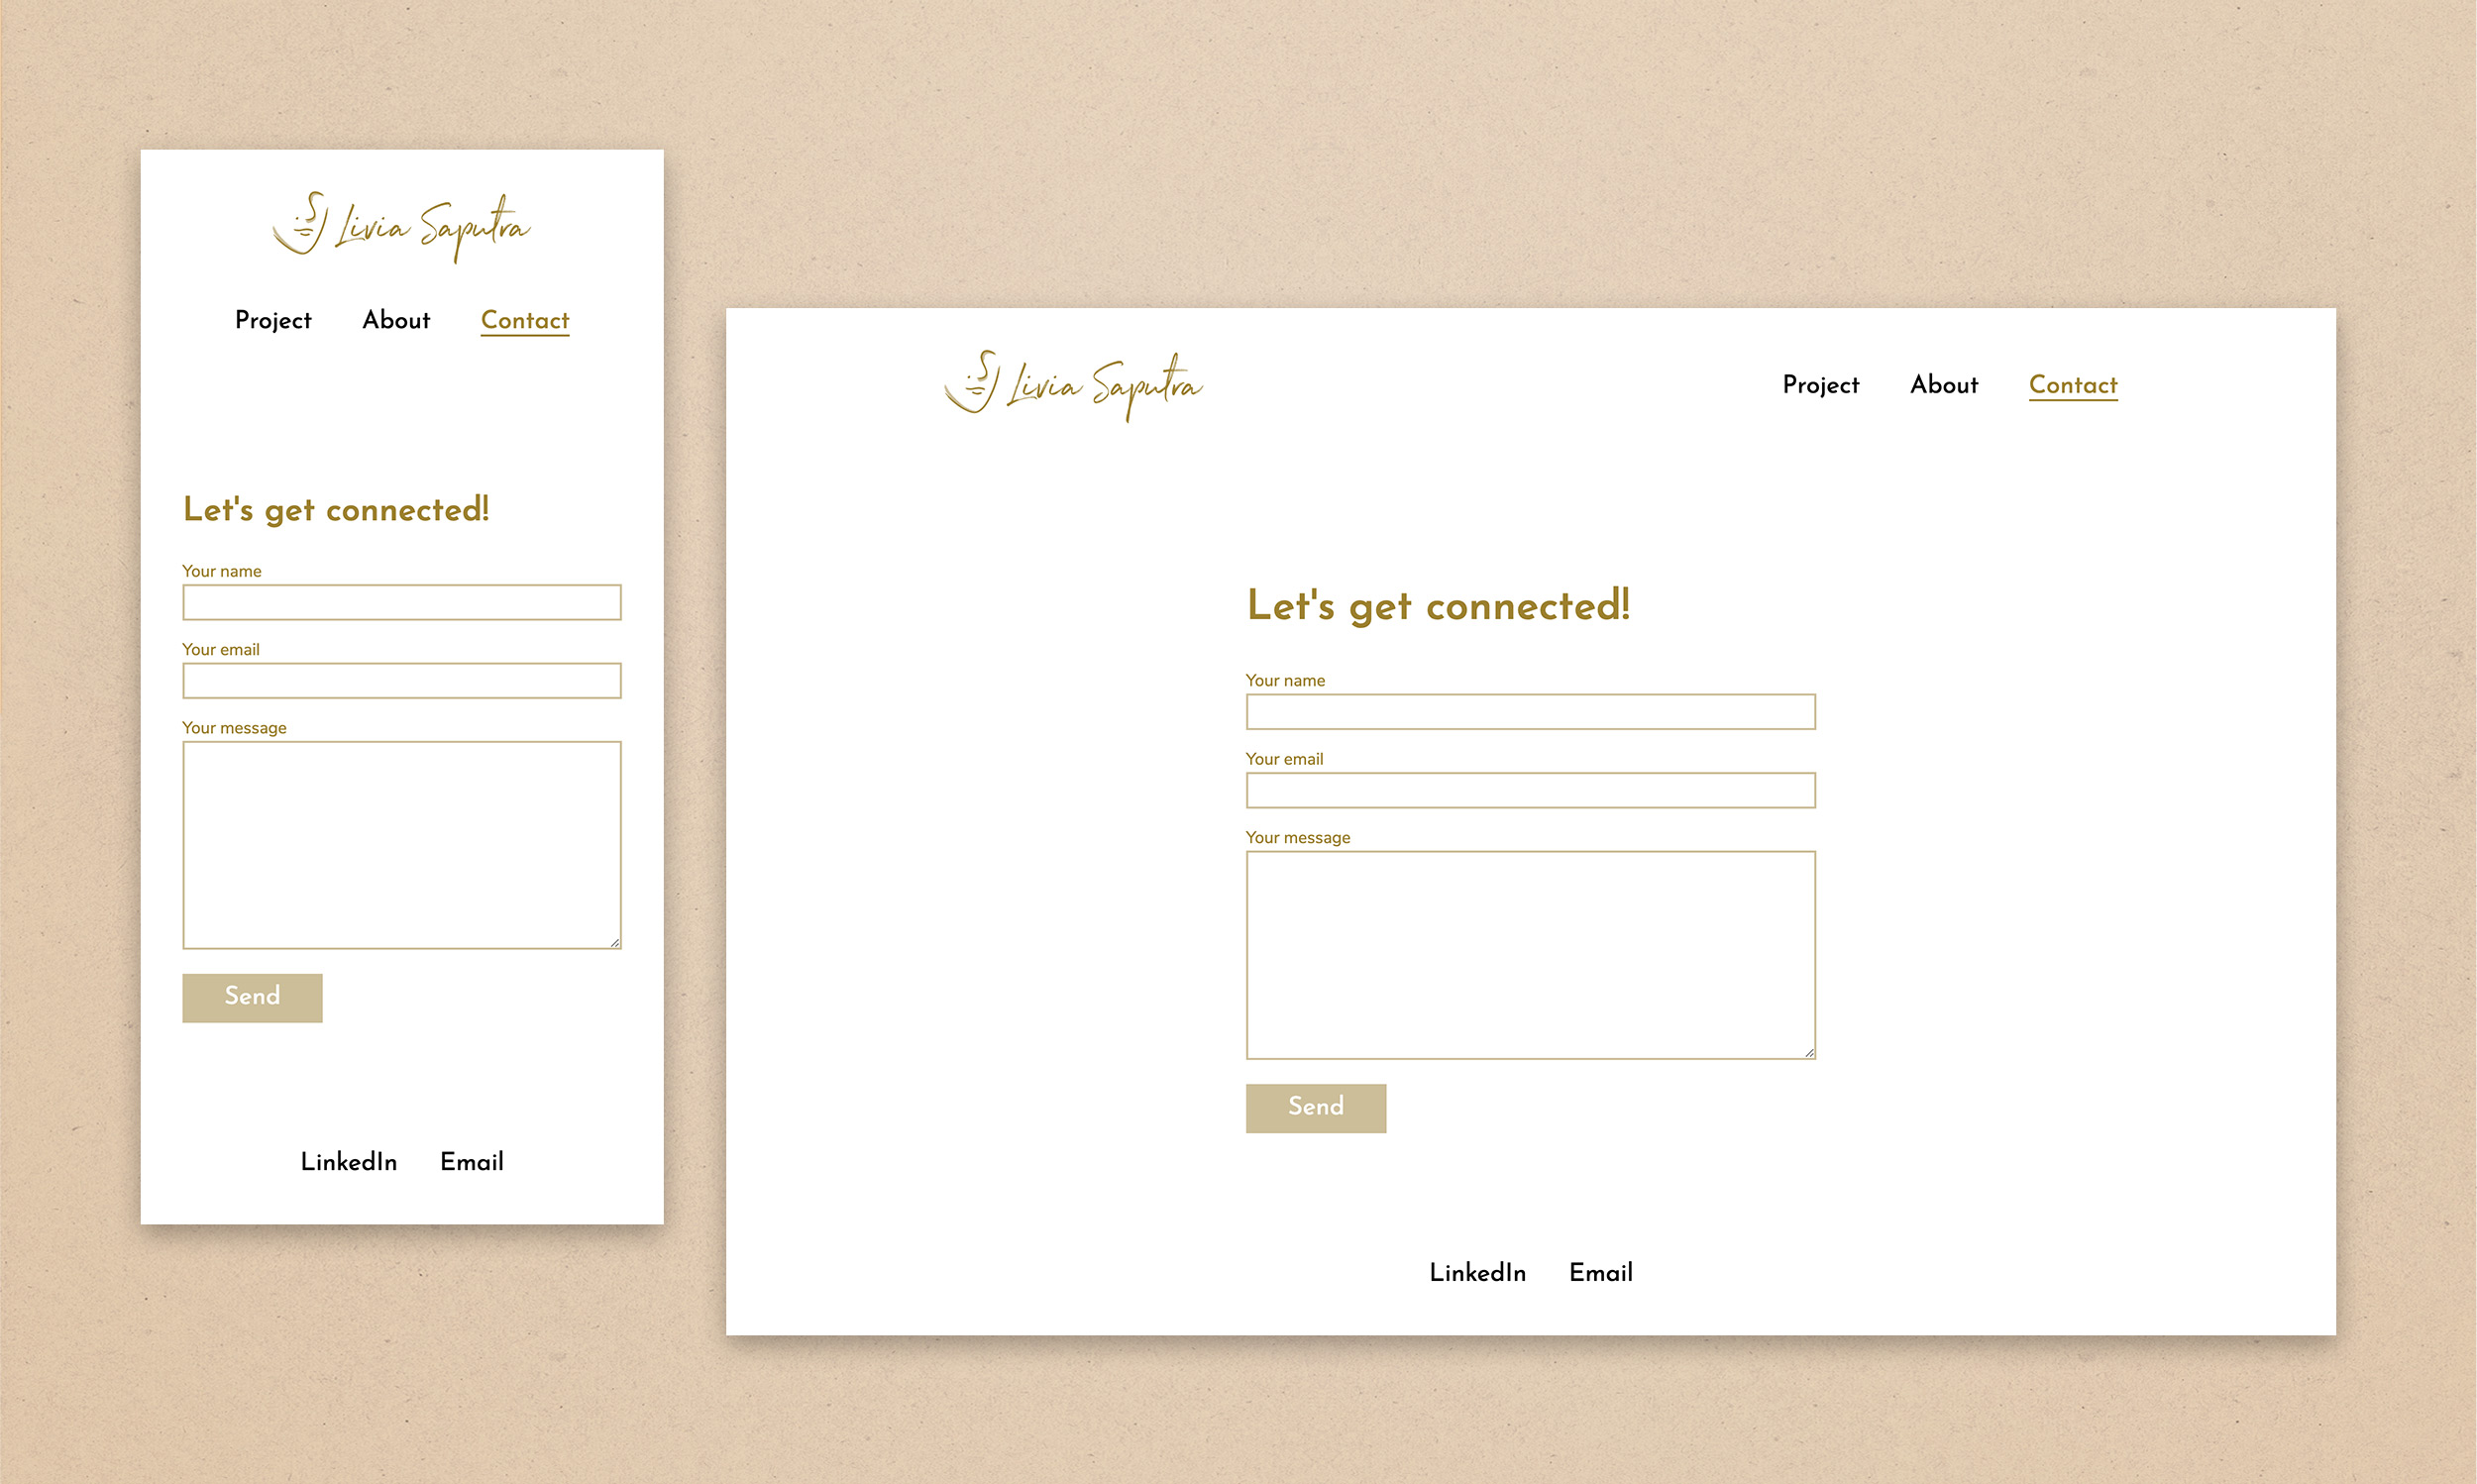 Livia Saputra
Project About Contact
Let's get connected!
Your name
Your email
Your message
Send
LinkedIn Email
Livia Saputra
Project About Contact
Let's get connected!
Your name
Your email
Your message
Send
LinkedIn Email